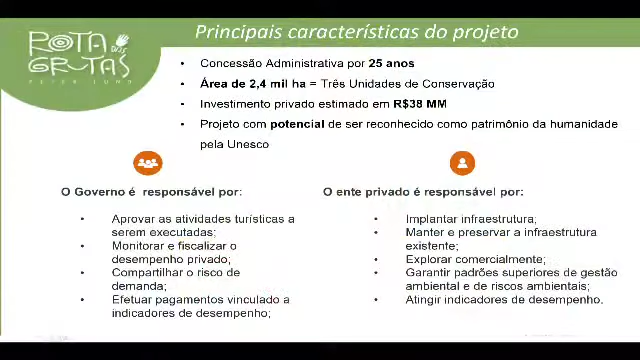 Principais características do projeto
ROTA DAS
GRUTAS
PETER LUND
• Concessão Administrativa por 25 anos
• Área de 2,4 mil ha = Três Unidades de Conservação
• Investimento privado estimado em R$38 MM
• Projeto com potencial de ser reconhecido como patrimônio da humanidade
pela Unesco
O Governo é responsável por:
• Aprovar as atividades turísticas a
serem executadas;
• Monitorar e fiscalizar o
desempenho privado;
• Compartilhar o risco de
demanda;
• Efetuar pagamentos vinculado a
indicadores de desempenho;
O ente privado é responsável por:
• Implantar infraestrutura;
• Manter e preservar a infraestrutura
existente;
• Explorar comercialmente;
• Garantir padrões superiores de gestão
ambiental e de riscos ambientais;
• Atingir indicadores de desempenho.